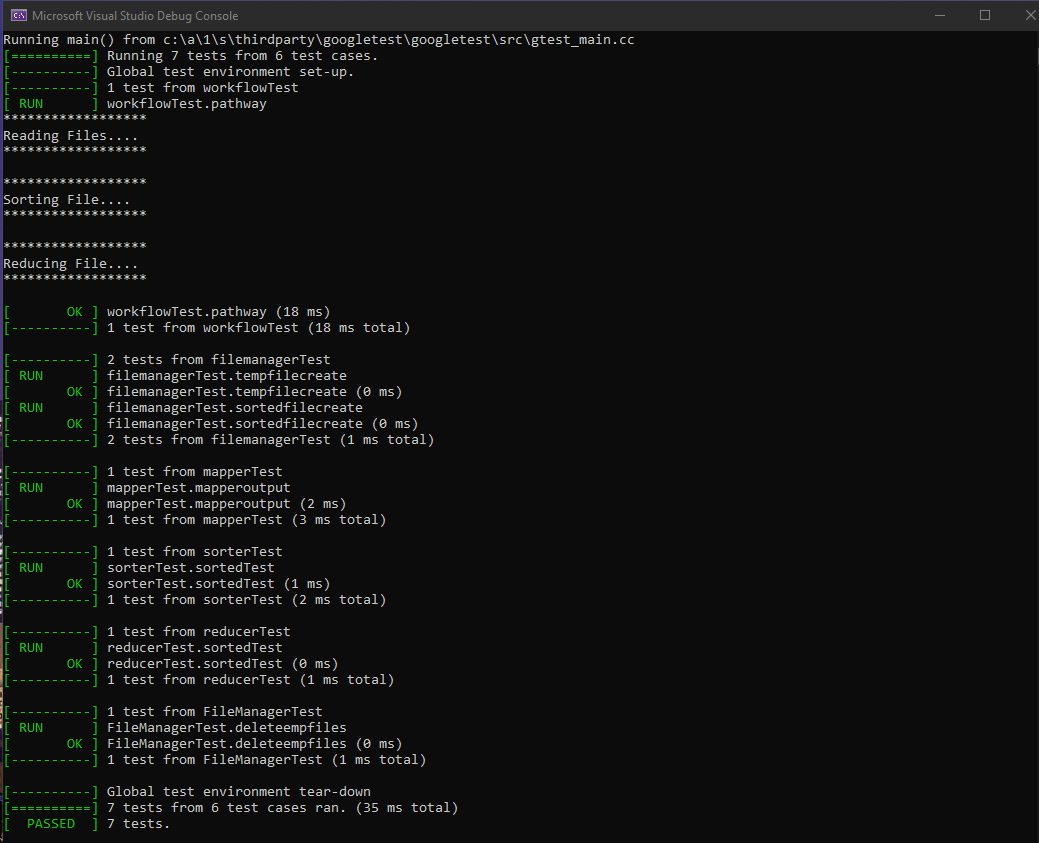 Microsoft Visual Studio Debug Console
Running main() from c:\a\1\s\thirdparty\googletest\googletest\src\gtest_main.cc
[==========] Running 7 tests from 6 test cases.
[----------] Global test environment set-up.
[----------] 1 test from workflowTest
[ RUN      ] workflowTest.pathway
******************
Reading Files....
******************
******************
Sorting File....
******************
******************
Reducing File....
******************
[       OK ] workflowTest.pathway (18 ms)
[----------] 1 test from workflowTest (18 ms total)
[----------] 2 tests from filemanagerTest
[ RUN      ] filemanagerTest.tempfilecreate
[       OK ] filemanagerTest.tempfilecreate (0 ms)
[ RUN      ] filemanagerTest.sortedfilecreate
[       OK ] filemanagerTest.sortedfilecreate (0 ms)
[----------] 2 tests from filemanagerTest (1 ms total)
[----------] 1 test from mapperTest
[ RUN      ] mapperTest.mapperoutput
[       OK ] mapperTest.mapperoutput (2 ms)
[----------] 1 test from mapperTest (3 ms total)
[----------] 1 test from sorterTest
[ RUN      ] sorterTest.sortedTest
[       OK ] sorterTest.sortedTest (1 ms)
[----------] 1 test from sorterTest (2 ms total)
[----------] 1 test from reducerTest
[ RUN      ] reducerTest.sortedTest
[       OK ] reducerTest.sortedTest (0 ms)
[----------] 1 test from reducerTest (1 ms total)
[----------] 1 test from FileManagerTest
[ RUN      ] FileManagerTest.deleteempfiles
[       OK ] FileManagerTest.deleteempfiles (0 ms)
[----------] 1 test from FileManagerTest (1 ms total)
[----------] Global test environment tear-down
[==========] 7 tests from 6 test cases ran. (35 ms total)
[  PASSED  ] 7 tests.